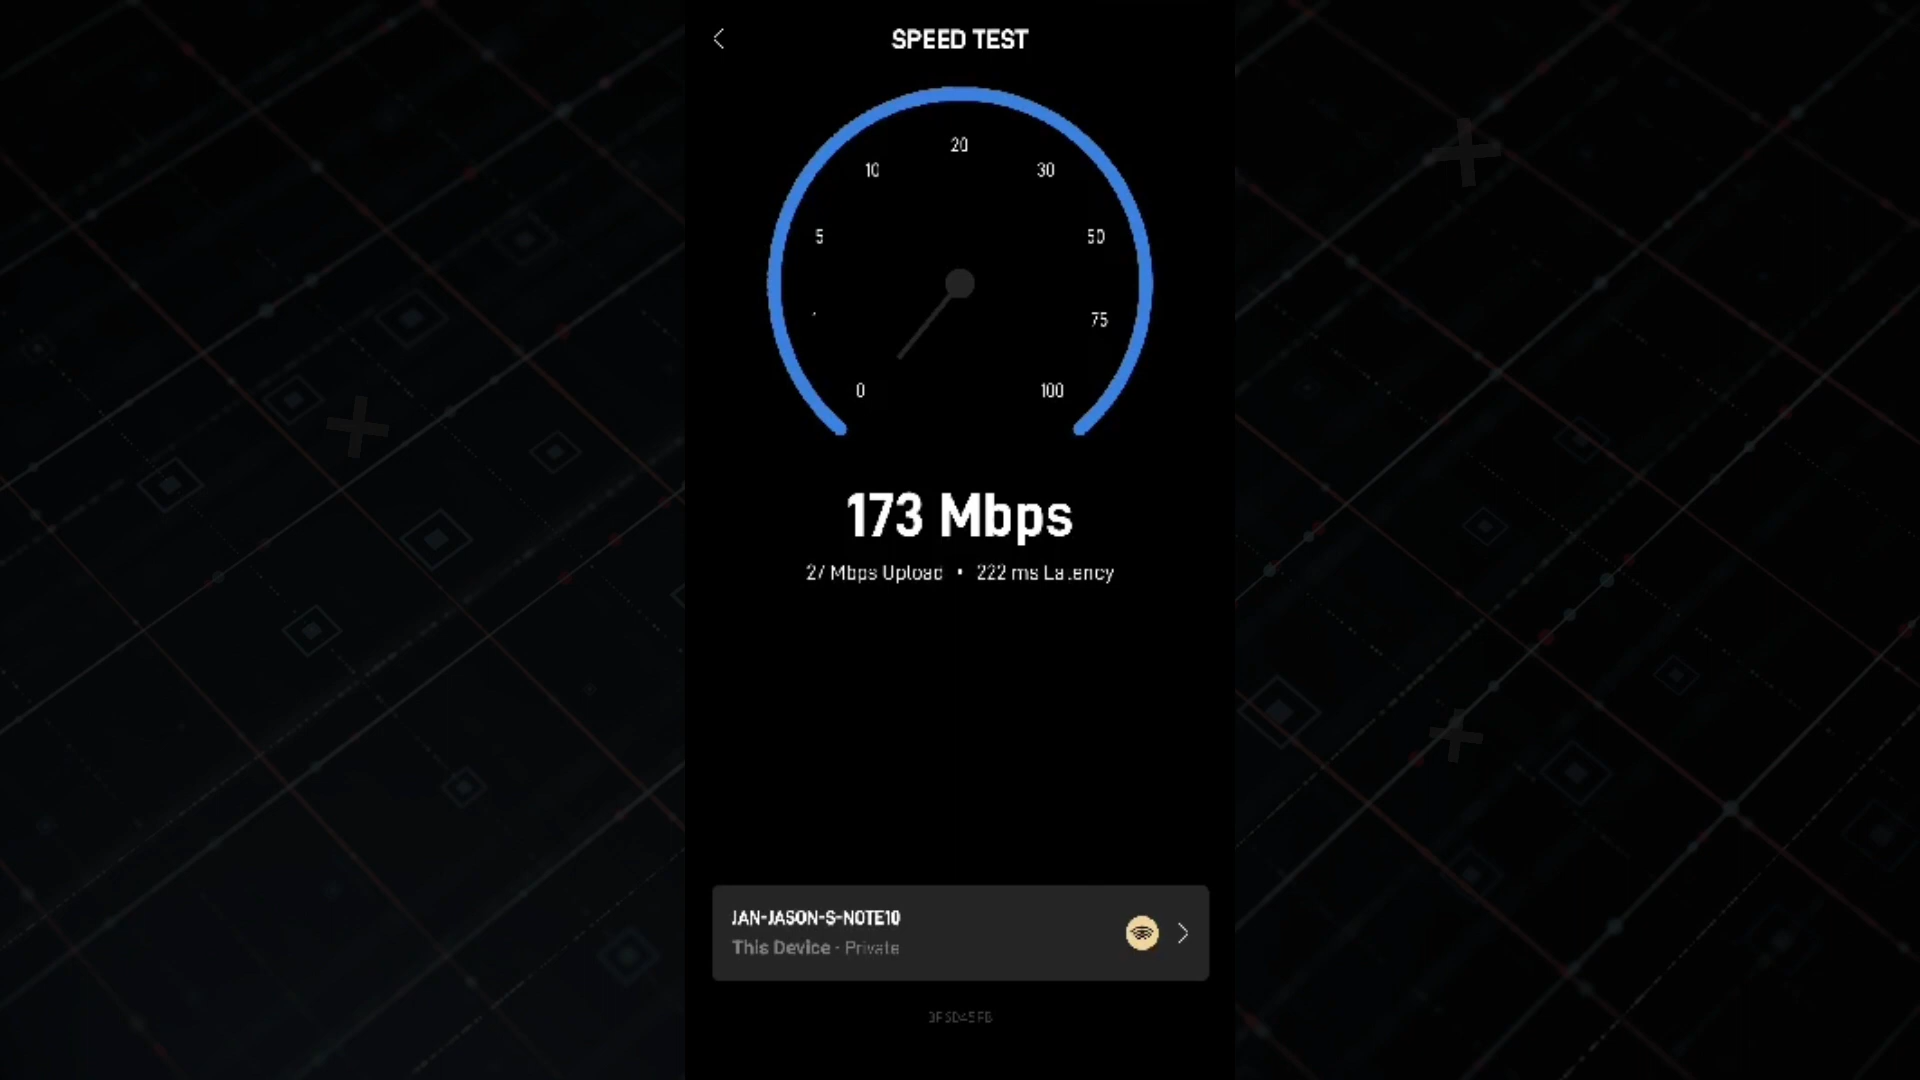 SPEED TEST
20
10
30
5
50
75
0
100
173 Mbps
27 Mbps Upload • 222 ms Latency
JAN-JASON-S-NOTE10
This Device · Private